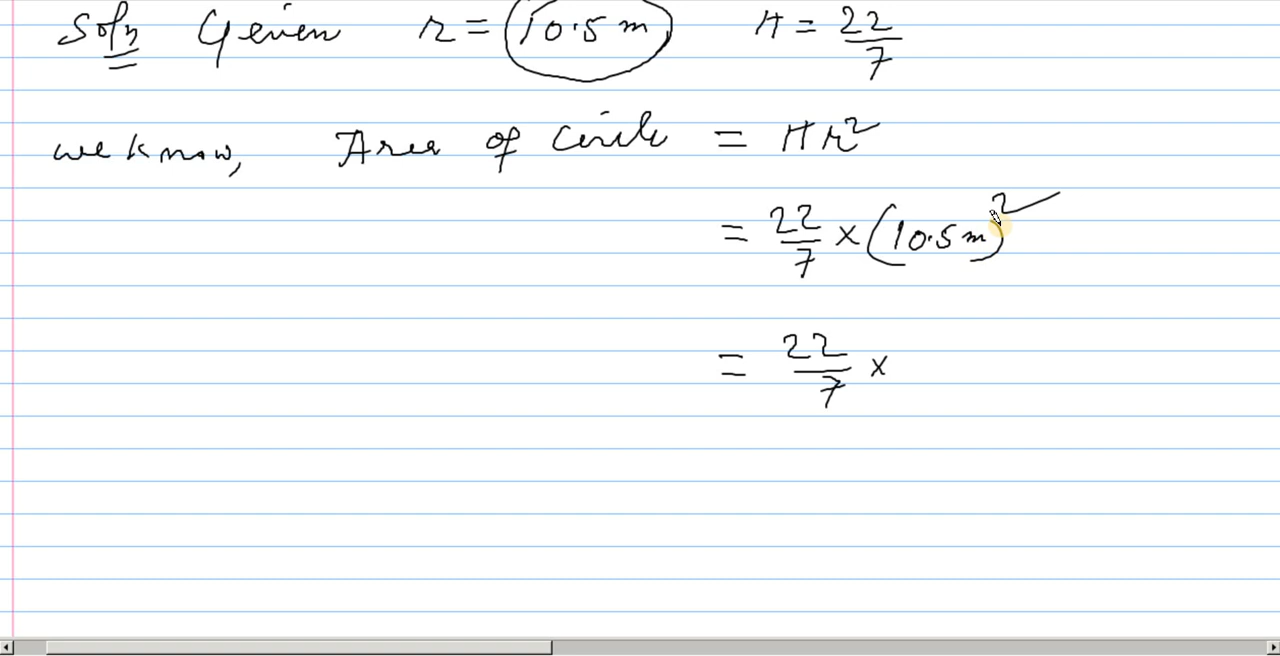 Soln Given r = 10.5 m π = 22/7
we know, Area of Circle = πr²
= 22/7 × (10.5 m)²
= 22/7 ×